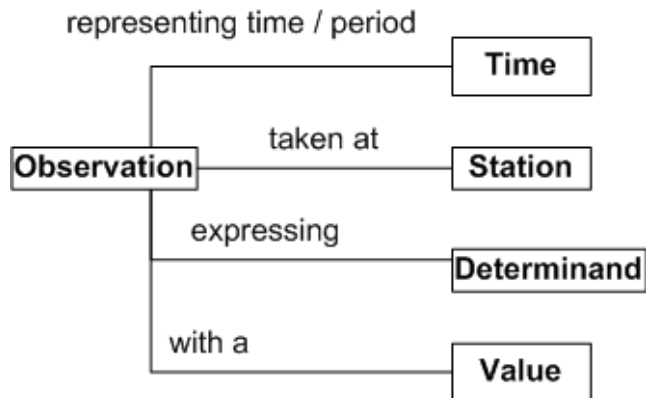 representing time / period
Time
taken at
Observation
Station
expressing
Determinand
with a
Value